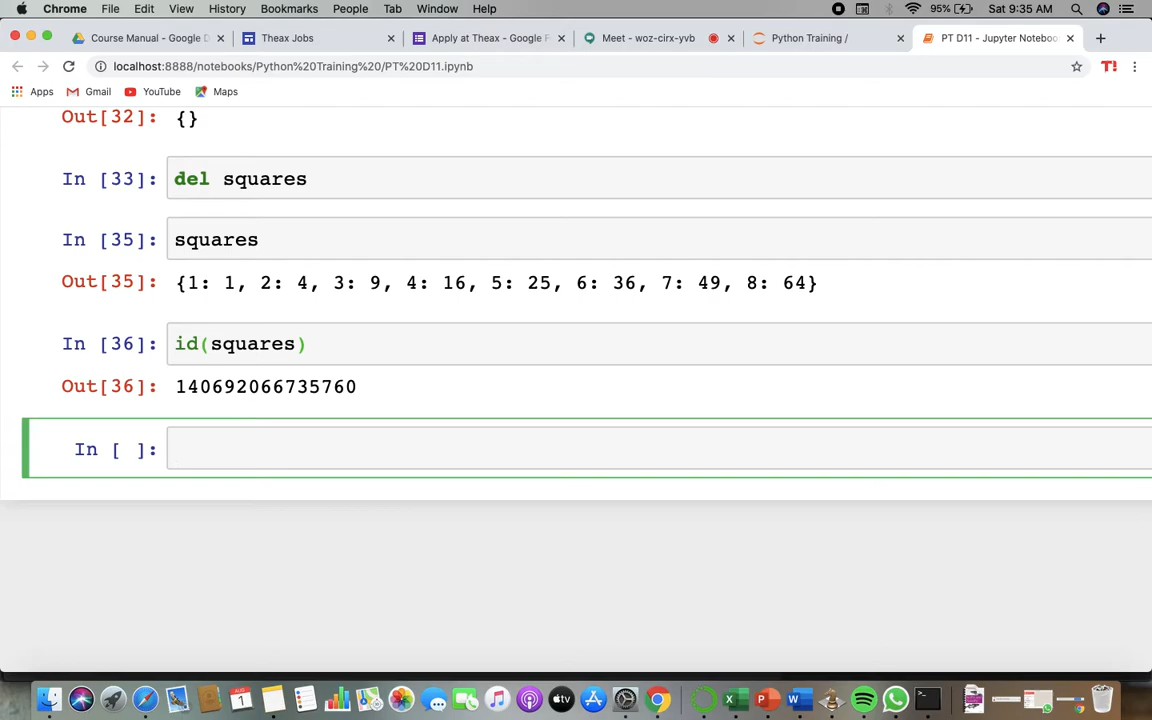 Chrome File Edit View History Bookmarks People Tab Window Help 95% Sat 9:35 AM
Course Manual - Google D Theax Jobs Apply at Theax - Google F Meet - woz-cirx-yvb Python Training / PT D11 - Jupyter Noteboo
localhost:8888/notebooks/Python%20Training%20/PT%20D11.ipynb T!
Apps Gmail YouTube Maps
Out[32]: {}
In [33]: del squares
In [35]: squares
Out[35]: {1: 1, 2: 4, 3: 9, 4: 16, 5: 25, 6: 36, 7: 49, 8: 64}
In [36]: id(squares)
Out[36]: 140692066735760
In [ ]: